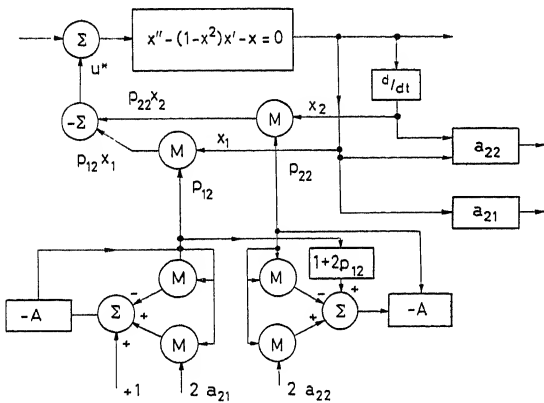 Σ
x'' - (1-x²)x' - x = 0
u*
d/dt
p₂₂x₂
x₂
-Σ
M
a₂₂
x₁
M
p₁₂x₁
p₂₂
p₁₂
a₂₁
1+2p₁₂
M
M
-
-
+
-A
Σ
+
+
Σ
-A
+
+
M
M
+1
2 a₂₁
2 a₂₂